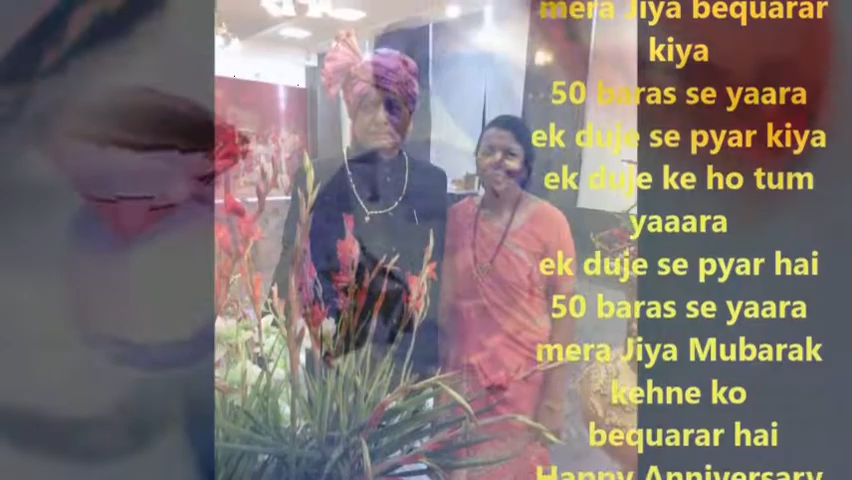 mera Jiya bequarar
kiya
50 baras se yaara
ek duje se pyar kiya
ek duje ke ho tum
yaaara
ek duje se pyar hai
50 baras se yaara
mera Jiya Mubarak
kehne ko
bequarar hai
Happy Anniversary